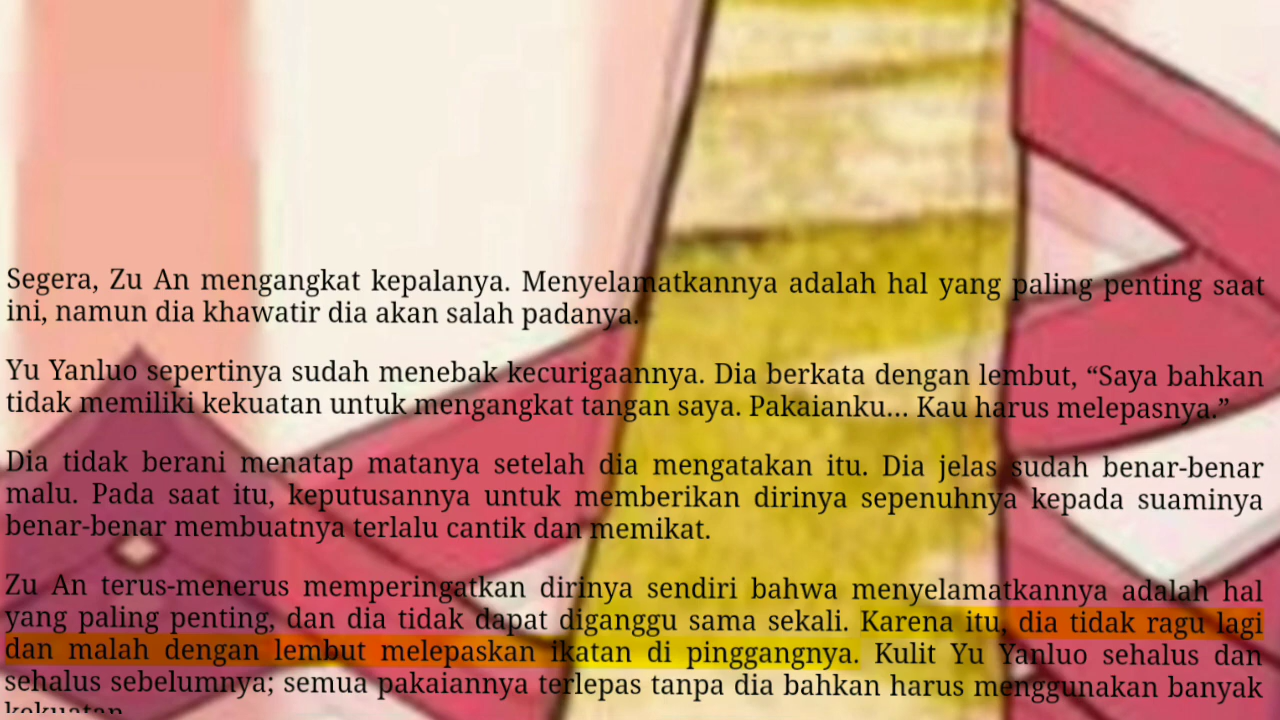 Segera, Zu An mengangkat kepalanya. Menyelamatkannya adalah hal yang paling penting saat
ini, namun dia khawatir dia akan salah padanya.
Yu Yanluo sepertinya sudah menebak kecurigaannya. Dia berkata dengan lembut, “Saya bahkan
tidak memiliki kekuatan untuk mengangkat tangan saya. Pakaianku... Kau harus melepasnya.”
Dia tidak berani menatap matanya setelah dia mengatakan itu. Dia jelas sudah benar-benar
malu. Pada saat itu, keputusannya untuk memberikan dirinya sepenuhnya kepada suaminya
benar-benar membuatnya terlalu cantik dan memikat.
Zu An terus-menerus memperingatkan dirinya sendiri bahwa menyelamatkannya adalah hal
yang paling penting, dan dia tidak dapat diganggu sama sekali. Karena itu, dia tidak ragu lagi
dan malah dengan lembut melepaskan ikatan di pinggangnya. Kulit Yu Yanluo sehalus dan
sehalus sebelumnya; semua pakaiannya terlepas tanpa dia bahkan harus menggunakan banyak
kekuatan.